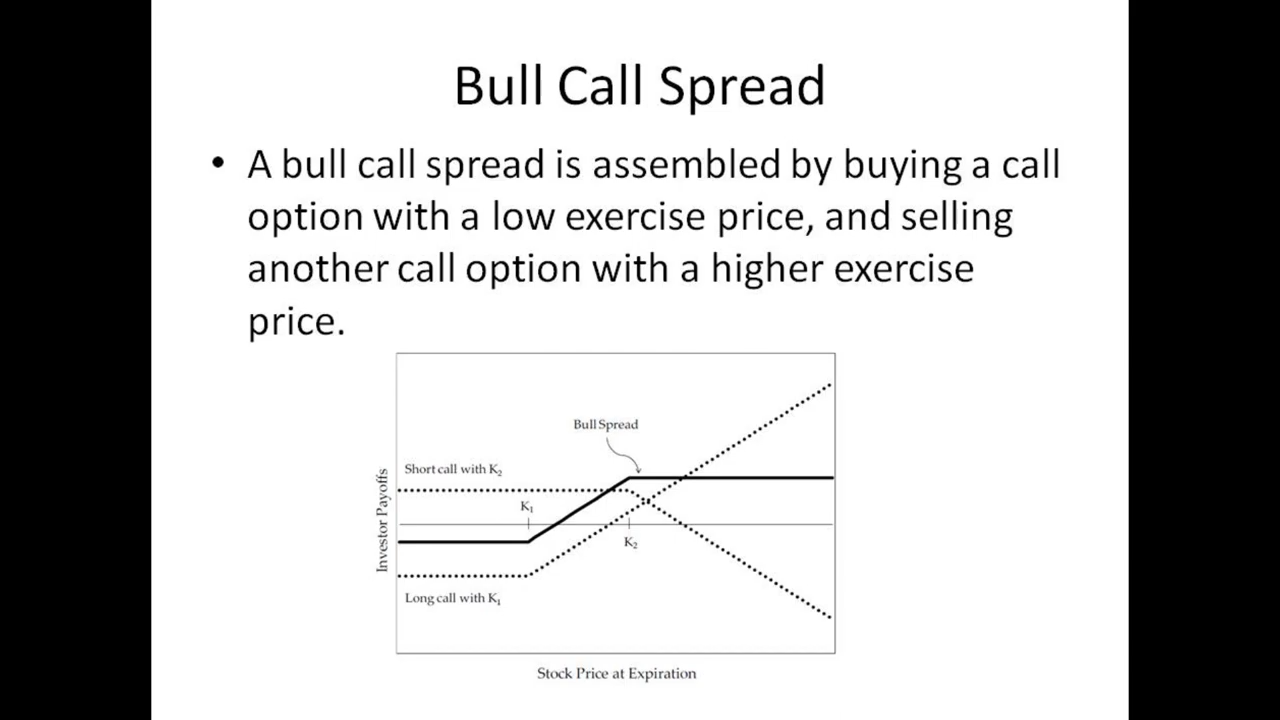 Bull Call Spread
• A bull call spread is assembled by buying a call
option with a low exercise price, and selling
another call option with a higher exercise
price.
Bull Spread
Short call with K₂
K₁
K₂
Long call with K₁
Investor Payoffs
Stock Price at Expiration